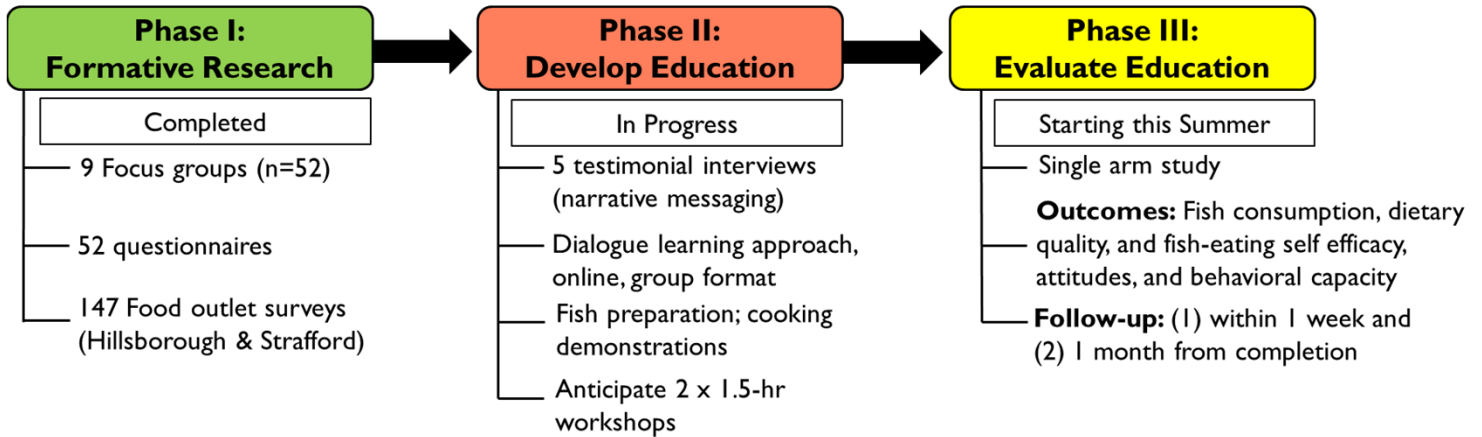 Phase I:
Formative Research
Completed
9 Focus groups (n=52)
52 questionnaires
147 Food outlet surveys
(Hillsborough & Strafford)
Phase II:
Develop Education
In Progress
5 testimonial interviews
(narrative messaging)
Dialogue learning approach,
online, group format
Fish preparation; cooking
demonstrations
Anticipate 2 x 1.5-hr
workshops
Phase III:
Evaluate Education
Starting this Summer
Single arm study
Outcomes: Fish consumption, dietary
quality, and fish-eating self efficacy,
attitudes, and behavioral capacity
Follow-up: (1) within 1 week and
(2) 1 month from completion